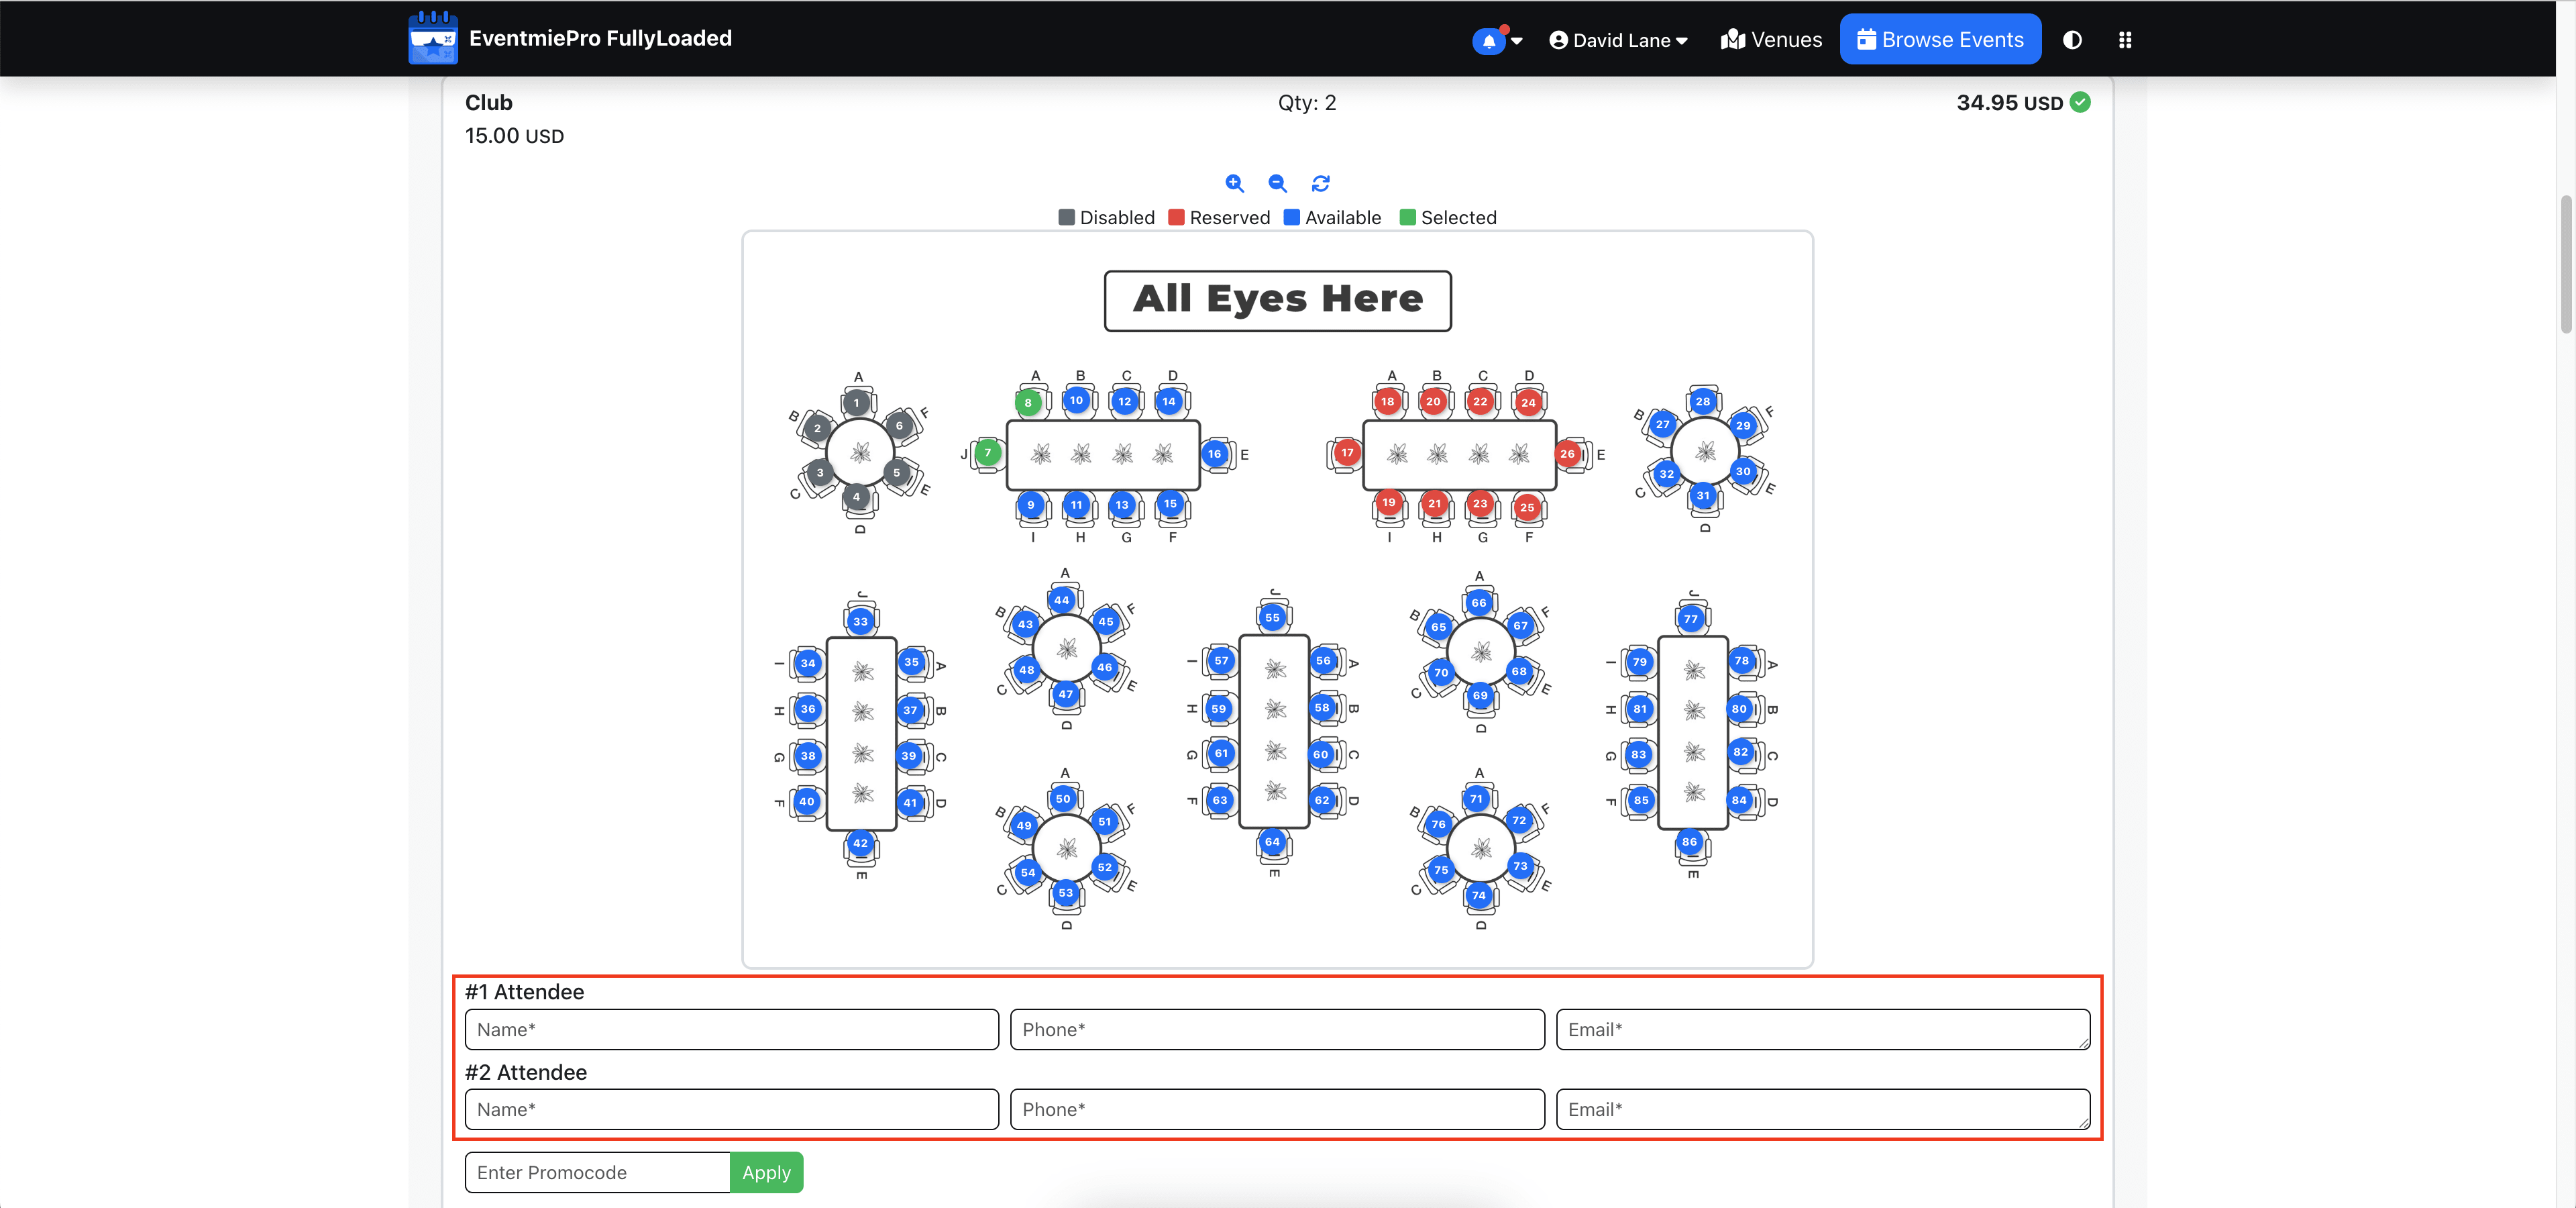 EventmiePro FullyLoaded
David Lane
Venues
Browse Events
Club Qty: 2 34.95 USD
15.00 USD
Disabled Reserved Available Selected
All Eyes Here
A A B C D A B C D
1 8 10 12 14 18 20 22 24 28
B 2 6 F B 27 29 F
J 7 16 E 17 26 E
C 3 5 E C 32 30 E
4 9 11 13 15 19 21 23 25 31
D I H G F I H G F D
A A
J 33 44 J 55 66 J 77
B 43 45 F B 65 67 F
I 34 35 A C 48 46 E I 57 56 A C 70 68 E I 79 78 A
47 69
H 36 37 B D H 59 58 B D H 81 80 B
G 38 39 C G 61 60 C G 83 82 C
A A
F 40 41 D 50 F 63 62 D 71 F 85 84 D
B 49 51 F B 76 72 F
42 64 86
E C 54 52 E E C 75 73 E E
53 74
D D
#1 Attendee
Name* Phone* Email*
#2 Attendee
Name* Phone* Email*
Enter Promocode Apply